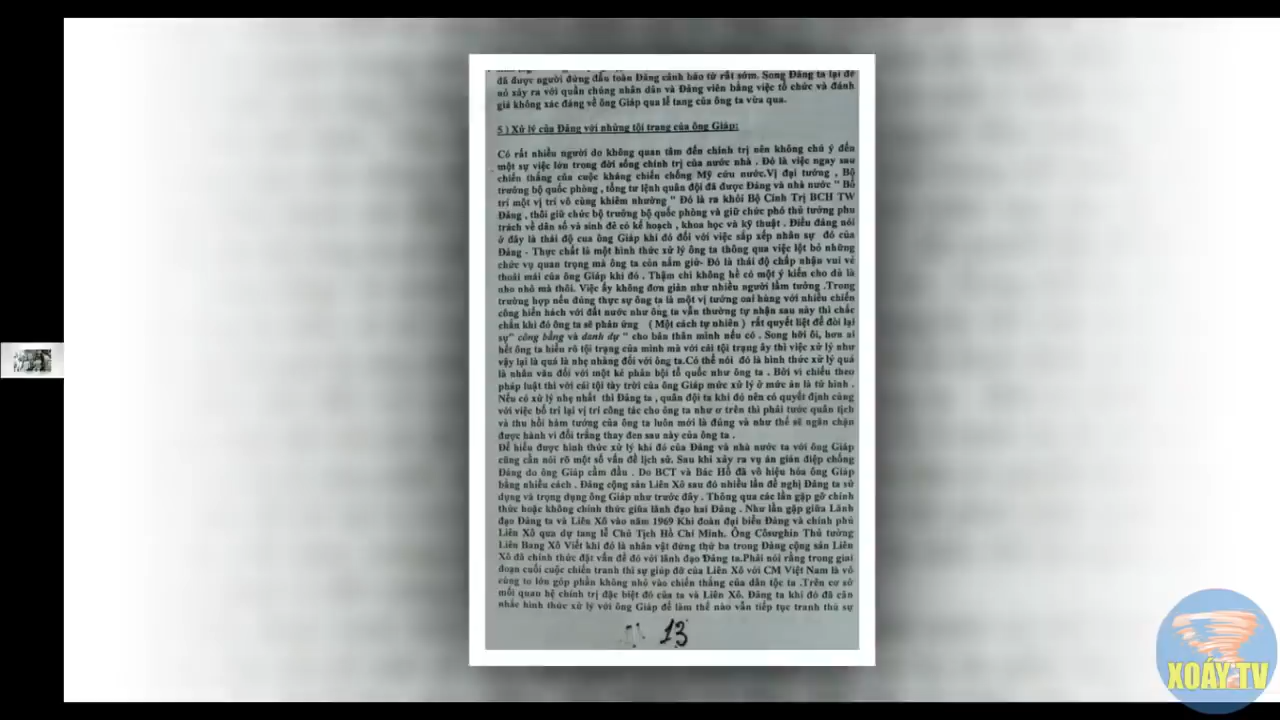 đã được người đứng đầu toàn Đảng cảnh báo từ rất sớm. Song Đảng ta lại để
nó xảy ra với quần chúng nhân dân và Đảng viên bằng việc tổ chức và đánh
giá không xác đáng về ông Giáp qua lễ tang của ông ta vừa qua.
5 ) Xử lý của Đảng với những tội trạng của ông Giáp:
Có rất nhiều người do không quan tâm đến chính trị nên không chú ý đến
một sự việc lớn trong đời sống chính trị của nước nhà . Đó là việc ngay sau
chiến thắng của cuộc kháng chiến chống Mỹ cứu nước.Vị đại tướng , Bộ
trưởng bộ quốc phòng , tổng tư lệnh quân đội đã được Đảng và nhà nước " Bố
trí một vị trí vô cùng khiêm nhường " Đó là ra khỏi Bộ Cính Trị BCH TW
Đảng , thôi giữ chức bộ trưởng bộ quốc phòng và giữ chức phó thủ tướng phụ
trách về dân số và sinh đẻ có kế hoạch , khoa học và kỹ thuật . Điều đáng nói
ở đây là thái độ cua ông Giáp khi đó đối với việc sắp xếp nhân sự đó của
Đảng - Thực chất là một hình thức xử lý ông ta thông qua việc lột bỏ những
chức vụ quan trọng mà ông ta còn nắm giữ- Đó là thái độ chấp nhận vui vẻ
thoải mái của ông Giáp khi đó . Thậm chí không hề có một ý kiến cho dù là
nho nhỏ mà thôi. Việc ấy không đơn giản như nhiều người lầm tưởng .Trong
trường hợp nếu đúng thực sự ông ta là một vị tướng oai hùng với nhiều chiến
công hiển hách với đất nước như ông ta vẫn thường tự nhận sau này thì chắc
chắn khi đó ông ta sẽ phản ứng ( Một cách tự nhiên ) rất quyết liệt để đòi lại
sự" công bằng và danh dự " cho bản thân mình nếu có . Song hỡi ôi, hơn ai
hết ông ta hiểu rõ tội trạng của mình mà với cái tội trạng ấy thì việc xử lý như
vậy lại là quá là nhẹ nhàng đối với ông ta.Có thể nói đó là hình thức xử lý quá
là nhân văn đối với một kẻ phản bội tổ quốc như ông ta . Bởi vì chiếu theo
pháp luật thì với cái tội tày trời của ông Giáp mức xử lý ở mức án là tử hình .
Nếu có xử lý nhẹ nhất thì Đảng ta , quân đội ta khi đó nên có quyết định cùng
với việc bố trí lại vị trí công tác cho ông ta như ơ trên thì phải tước quân tịch
và thu hồi hàm tướng của ông ta luôn mới là đúng và như thế sẽ ngăn chặn
được hành vi đổi trắng thay đen sau này của ông ta .
Để hiểu được hình thức xử lý khi đó của Đảng và nhà nước ta với ông Giáp
cũng cần nói rõ một số vấn đề lịch sử. Sau khi xảy ra vụ án gián điệp chống
Đảng do ông Giáp cầm đầu . Do BCT và Bác Hồ đã vô hiệu hóa ông Giáp
bằng nhiều cách . Đảng cộng sản Liên Xô sau đó nhiều lần đề nghị Đảng ta sử
dụng và trọng dụng ông Giáp như trước đây . Thông qua các lần gặp gỡ chính
thức hoặc không chính thức giữa lãnh đạo hai Đảng . Như lần gặp giữa Lãnh
đạo Đảng ta và Liên Xô vào năm 1969 Khi đoàn đại biểu Đảng và chính phủ
Liên Xô qua dự tang lễ Chủ Tịch Hồ Chí Minh. Ông Côsưghin Thủ tướng
Liên Bang Xô Viết khi đó là nhân vật đứng thứ ba trong Đảng cộng sản Liên
Xô đã chính thức đặt vấn đề đó với lãnh đạo Đảng ta.Phải nói rằng trong giai
đoạn cuối cuộc chiến tranh thì sự giúp đỡ của Liên Xô với CM Việt Nam là vô
cùng to lớn góp phần không nhỏ vào chiến thắng của dân tộc ta .Trên cơ sở
mối quan hệ chính trị đặc biệt đó của ta và Liên Xô. Đảng ta khi đó đã cân
nhắc hình thức xử lý với ông Giáp để làm thế nào vẫn tiếp tục tranh thủ sự
13
XOÁY TV